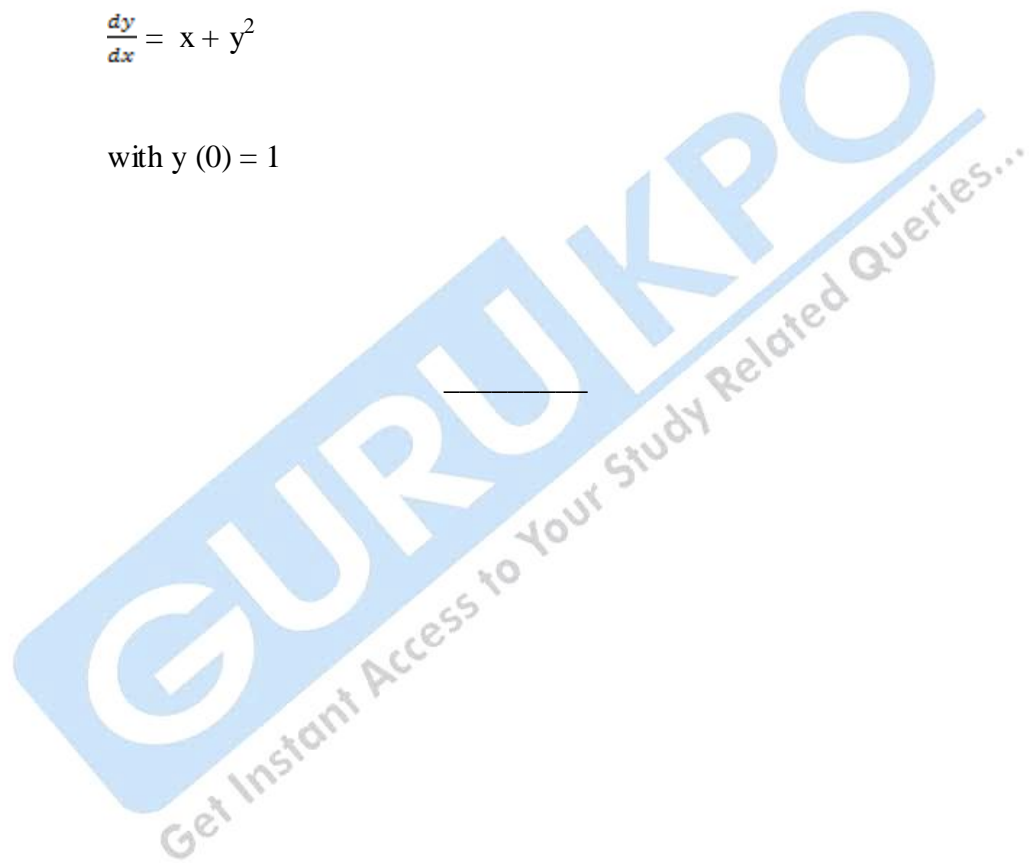 dy/dx = x + y²
with y (0) = 1
GURUKPO
Get Instant Access to Your Study Related Queries...